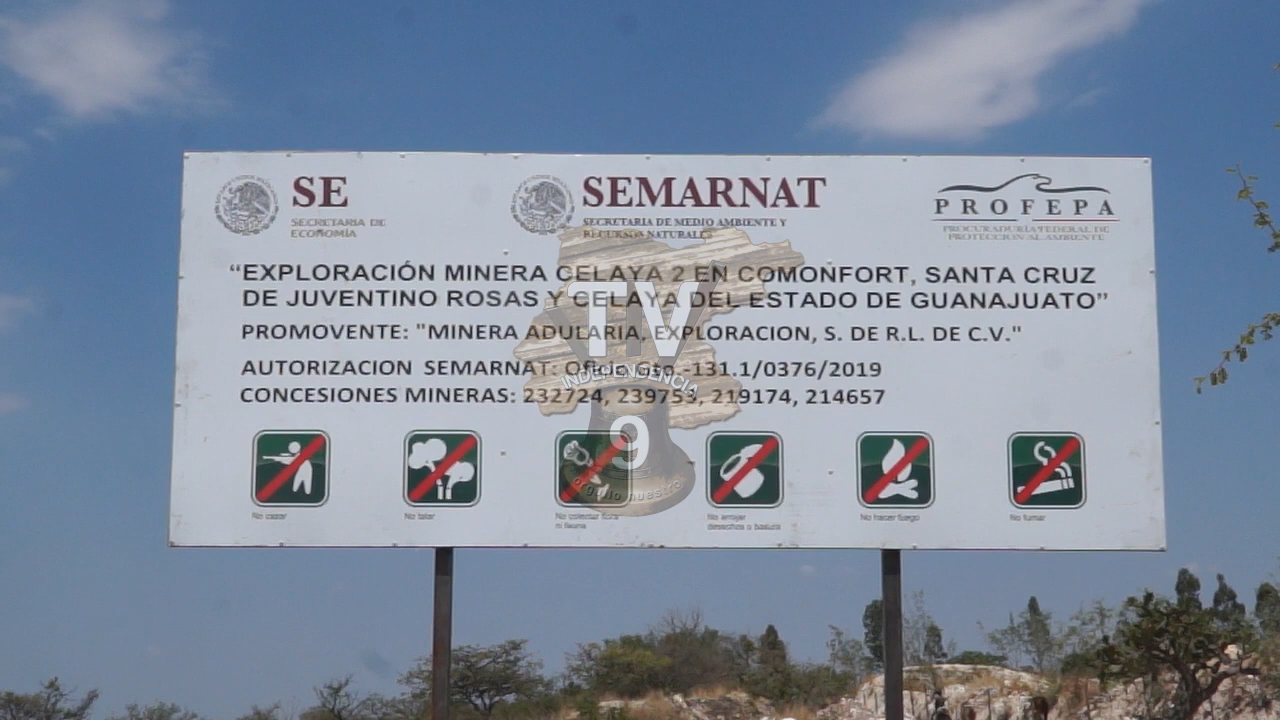 SE
SECRETARIA DE
ECONOMÍA
SEMARNAT
SECRETARIA DE MEDIO AMBIENTE Y
RECURSOS NATURALES
PROFEPA
PROCURADURÍA FEDERAL DE
PROTECCIÓN AL AMBIENTE
“EXPLORACIÓN MINERA CELAYA 2 EN COMONFORT, SANTA CRUZ
DE JUVENTINO ROSAS Y CELAYA DEL ESTADO DE GUANAJUATO”
PROMOVENTE: "MINERA ADULARIA, EXPLORACION, S. DE R.L. DE C.V."
AUTORIZACION SEMARNAT: Oficio Gto.-131.1/0376/2019
CONCESIONES MINERAS: 232724, 239753, 219174, 214657
TV
INDEPENDENCIA
9
orgullo nuestro
No cazar
No talar
No colectar flora
ni fauna
No arrojar
desechos o basura
No hacer fuego
No fumar